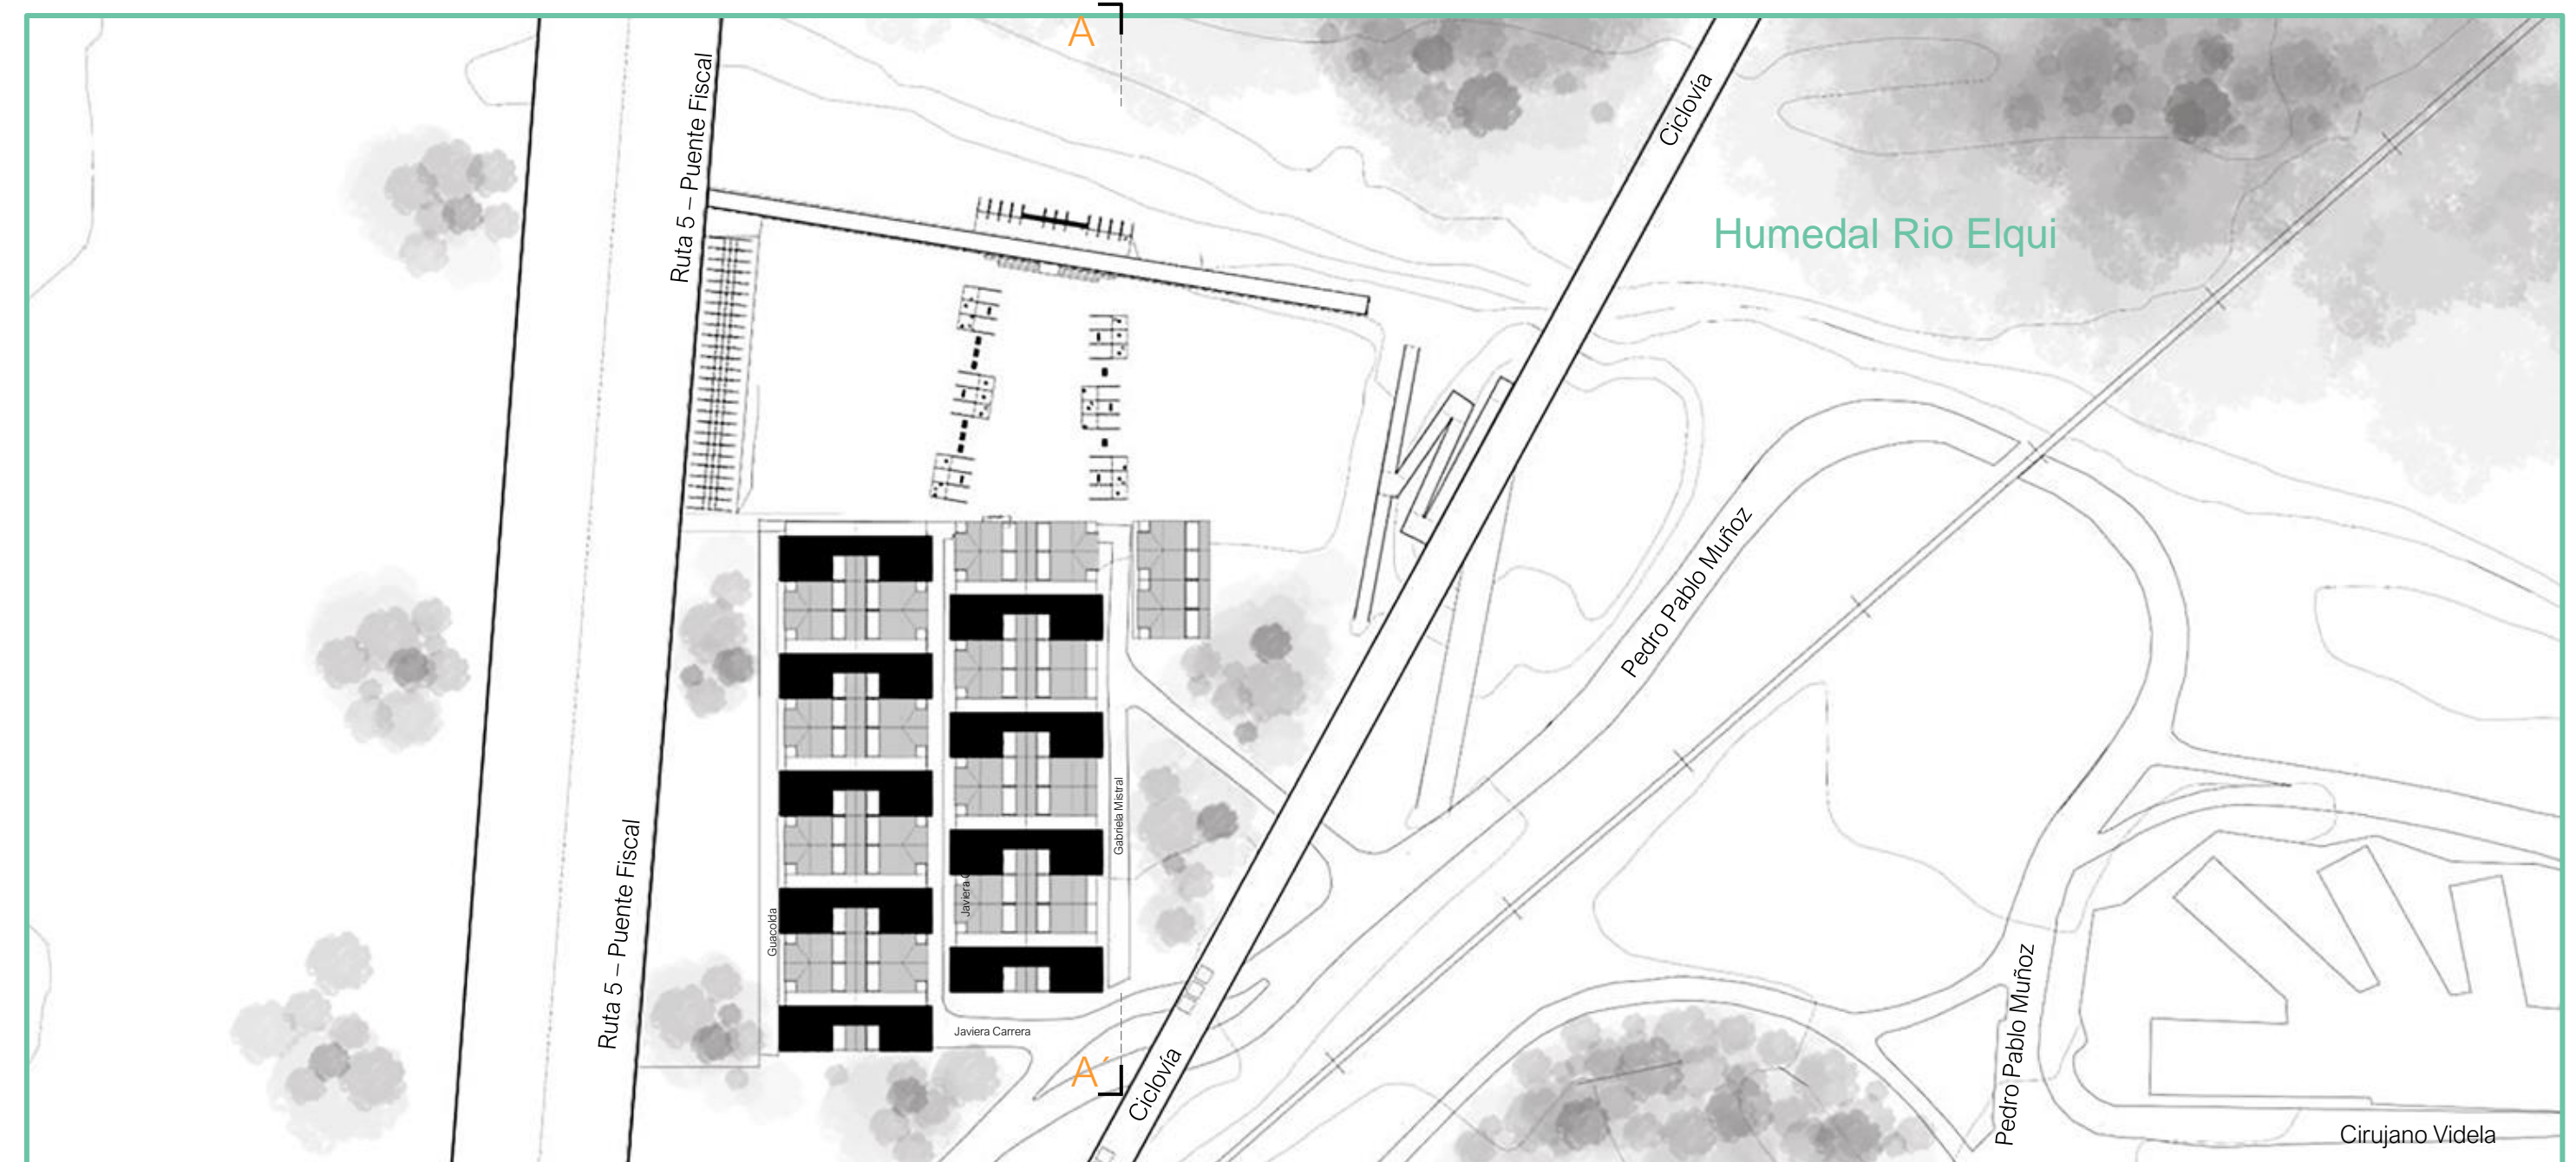 A
Ruta 5 – Puente Fiscal
Ciclovía
Humedal Rio Elqui
Pedro Pablo Muñoz
Gabriela Mistral
Ruta 5 – Puente Fiscal
Javiera C
Guacolda
Javiera Carrera
A´
Ciclovía
Pedro Pablo Muñoz
Cirujano Videla